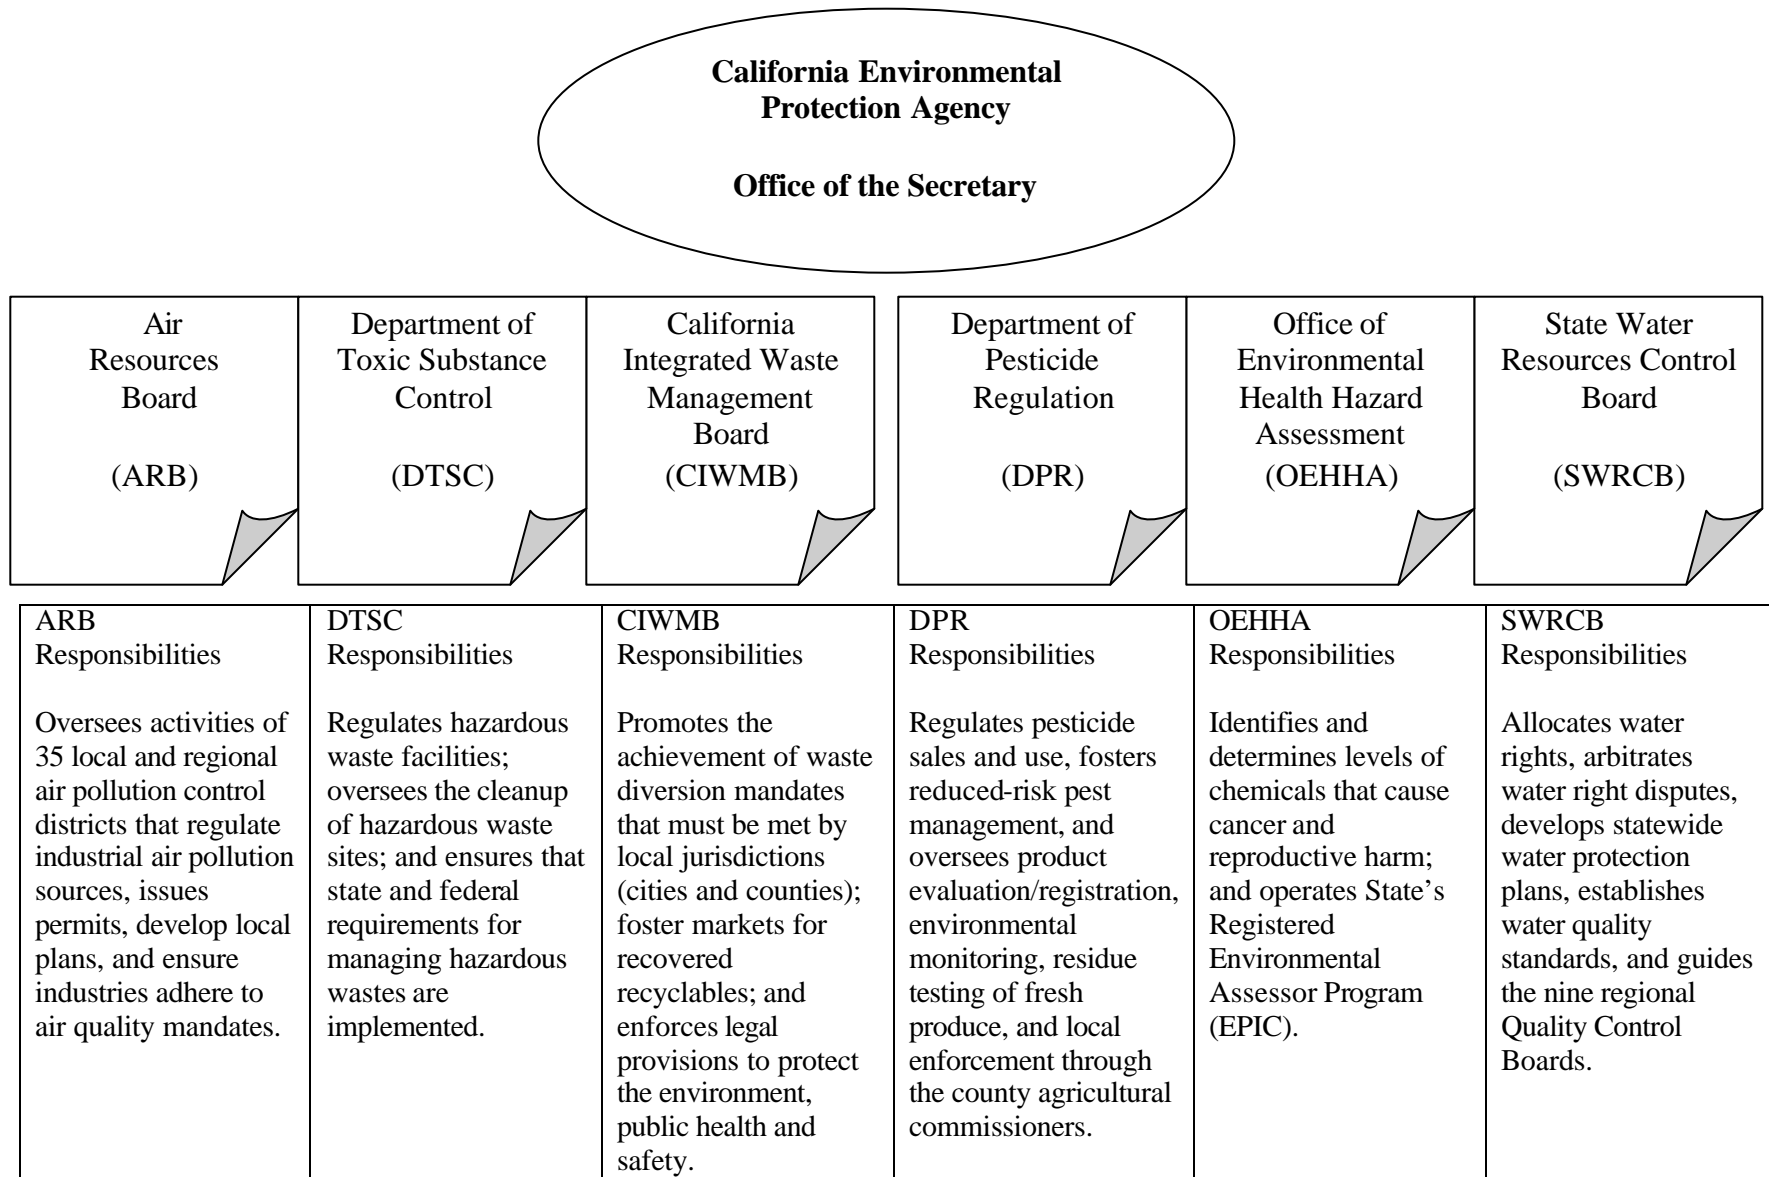 California Environmental
Protection Agency
Office of the Secretary
Air
Resources
Board
(ARB)
Department of
Toxic Substance
Control
(DTSC)
California
Integrated Waste
Management
Board
(CIWMB)
Department of
Pesticide
Regulation
(DPR)
Office of
Environmental
Health Hazard
Assessment
(OEHHA)
State Water
Resources Control
Board
(SWRCB)
ARB
Responsibilities
Oversees activities of
35 local and regional
air pollution control
districts that regulate
industrial air pollution
sources, issues
permits, develop local
plans, and ensure
industries adhere to
air quality mandates.
DTSC
Responsibilities
Regulates hazardous
waste facilities;
oversees the cleanup
of hazardous waste
sites; and ensures that
state and federal
requirements for
managing hazardous
wastes are
implemented.
CIWMB
Responsibilities
Promotes the
achievement of waste
diversion mandates
that must be met by
local jurisdictions
(cities and counties);
foster markets for
recovered
recyclables; and
enforces legal
provisions to protect
the environment,
public health and
safety.
DPR
Responsibilities
Regulates pesticide
sales and use, fosters
reduced-risk pest
management, and
oversees product
evaluation/registration,
environmental
monitoring, residue
testing of fresh
produce, and local
enforcement through
the county agricultural
commissioners.
OEHHA
Responsibilities
Identifies and
determines levels of
chemicals that cause
cancer and
reproductive harm;
and operates State’s
Registered
Environmental
Assessor Program
(EPIC).
SWRCB
Responsibilities
Allocates water
rights, arbitrates
water right disputes,
develops statewide
water protection
plans, establishes
water quality
standards, and guides
the nine regional
Quality Control
Boards.